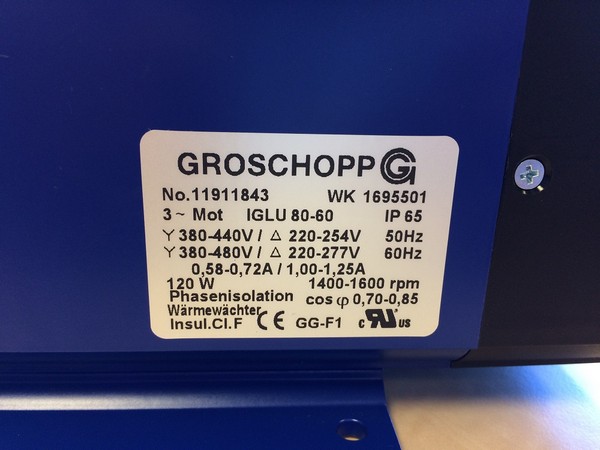 GROSCHOPP G
No.11911843 WK 1695501
3~ Mot IGLU 80-60 IP 65
Y 380-440V / Δ 220-254V 50Hz
Y 380-480V / Δ 220-277V 60Hz
0,58-0,72A / 1,00-1,25A
120 W 1400-1600 rpm
Phasenisolation cos φ 0,70-0,85
Wärmewächter
Insul.Cl.F CE GG-F1 c RU US